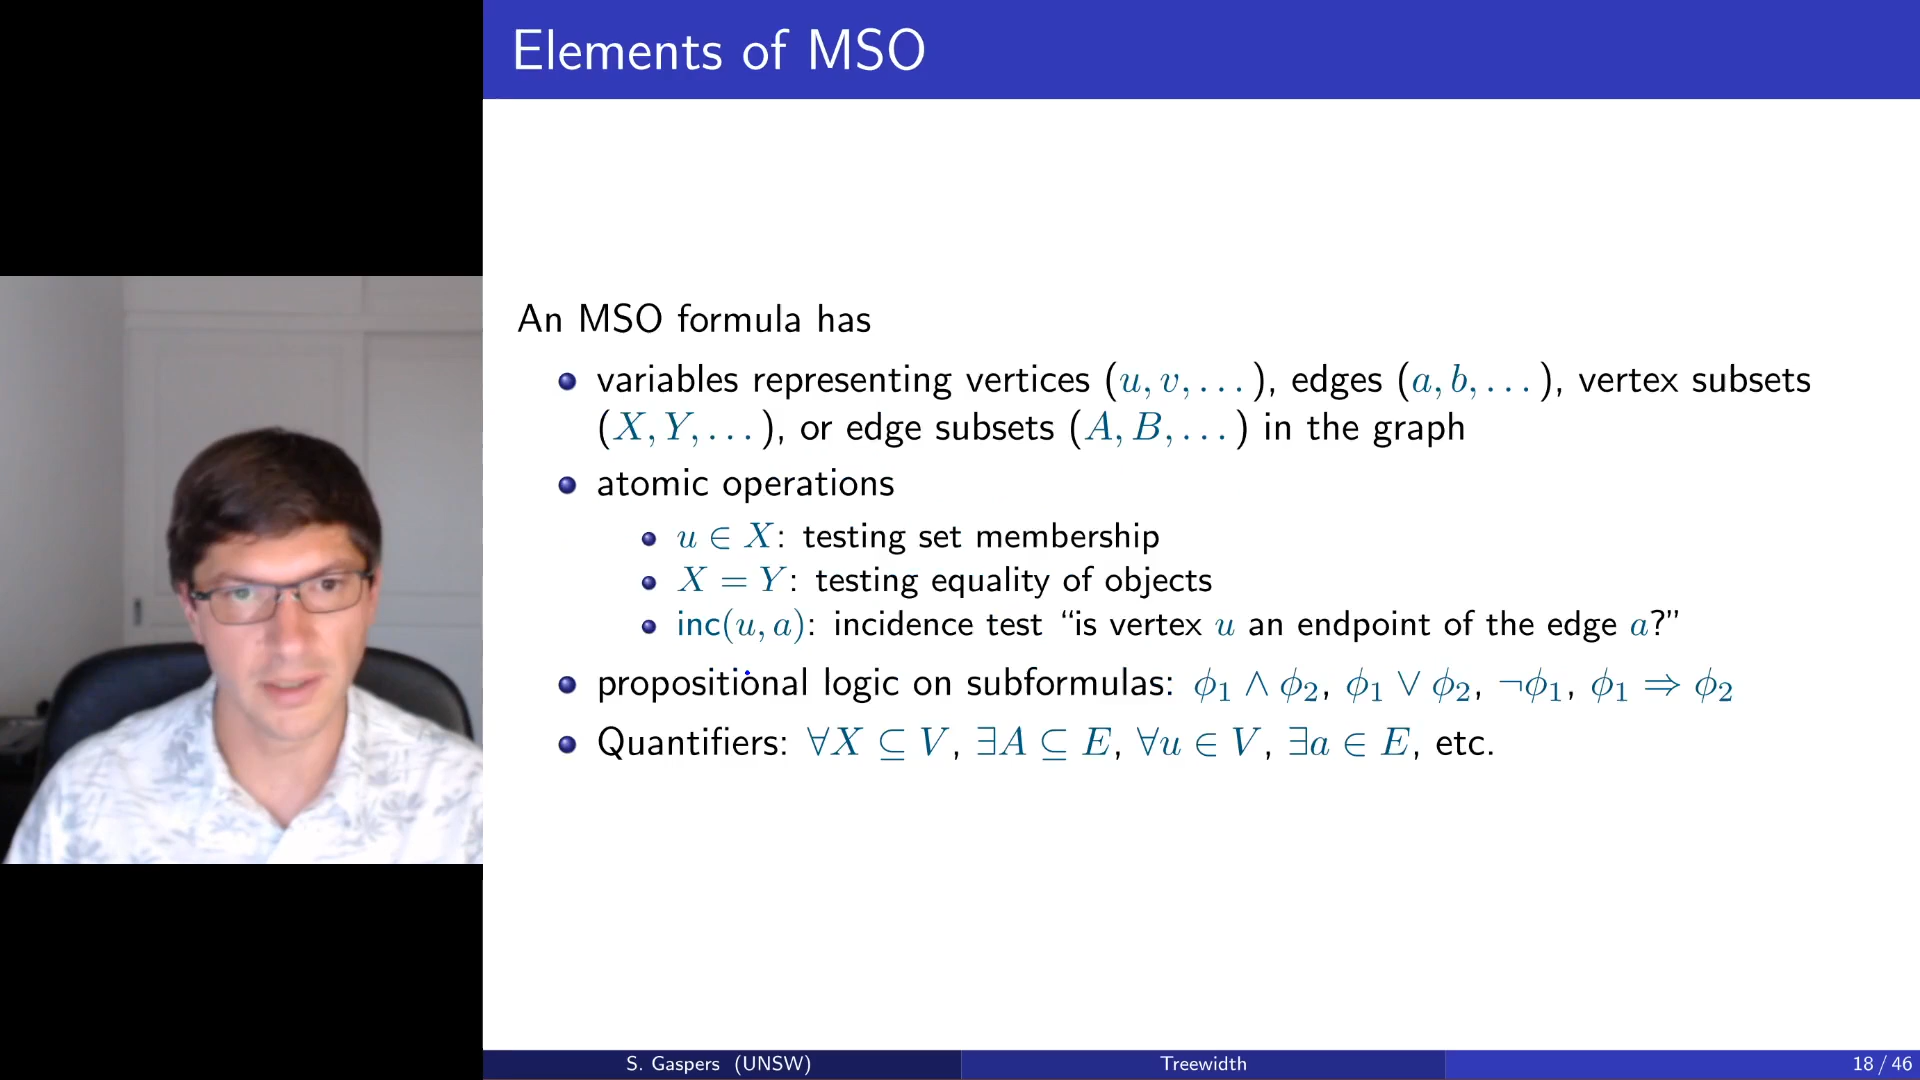 Elements of MSO
An MSO formula has
variables representing vertices (u, v, . . . ), edges (a, b, . . . ), vertex subsets
(X, Y, . . . ), or edge subsets (A, B, . . . ) in the graph
atomic operations
u ∈ X: testing set membership
X = Y: testing equality of objects
inc(u, a): incidence test “is vertex u an endpoint of the edge a?”
propositional logic on subformulas: ϕ₁ ∧ ϕ₂, ϕ₁ ∨ ϕ₂, ¬ϕ₁, ϕ₁ ⇒ ϕ₂
Quantifiers: ∀X ⊆ V, ∃A ⊆ E, ∀u ∈ V, ∃a ∈ E, etc.
S. Gaspers (UNSW) Treewidth 18 / 46